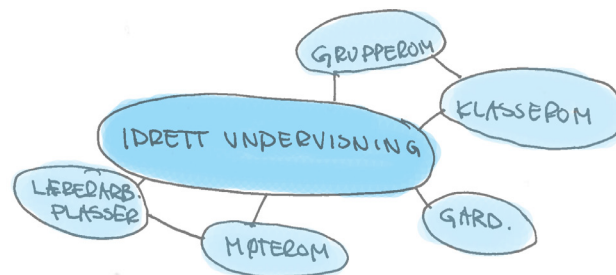 GRUPPEROM
KLASSEROM
IDRETT UNDERVISNING
LÆRERARB.
PLASSER
MØTEROM
GARD.